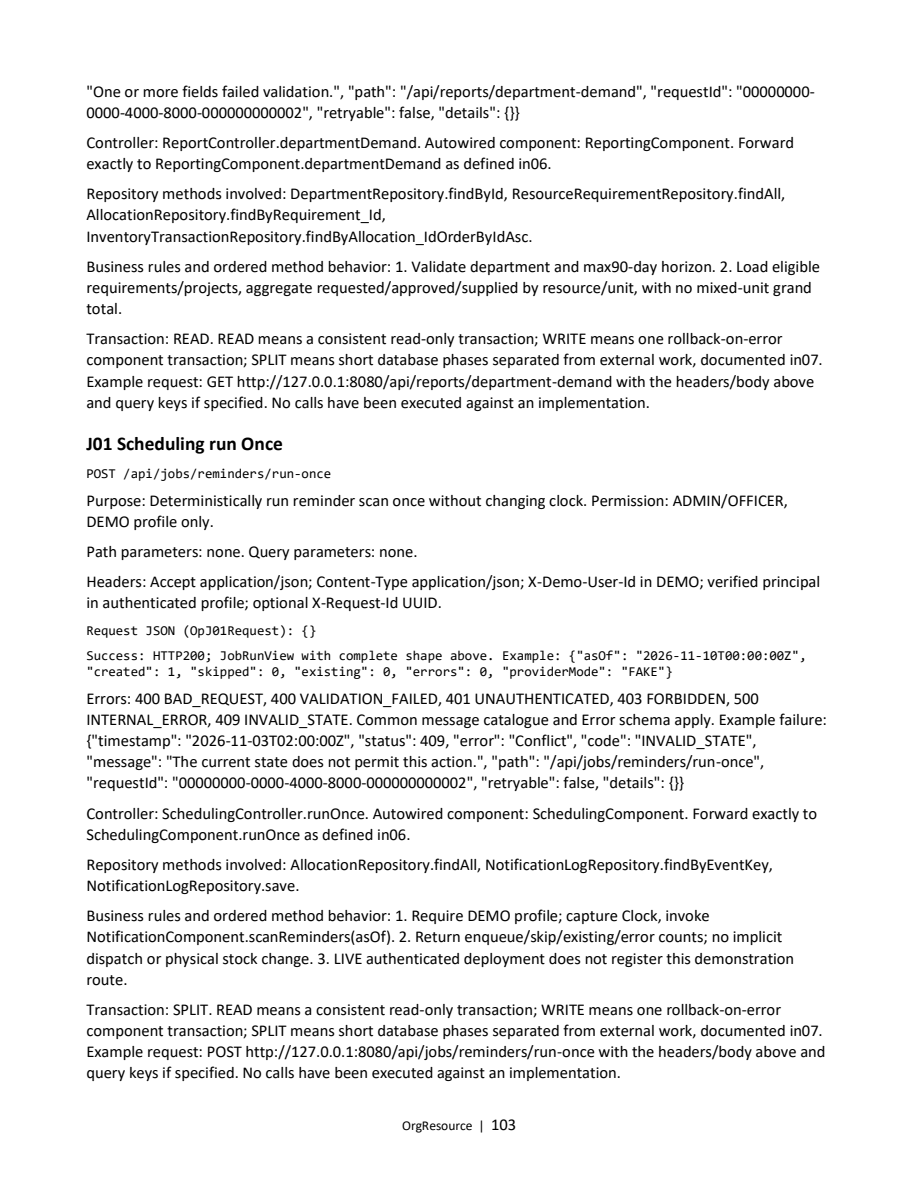 "One or more fields failed validation.", "path": "/api/reports/department-demand", "requestId": "00000000-
0000-4000-8000-000000000002", "retryable": false, "details": {}}
Controller: ReportController.departmentDemand. Autowired component: ReportingComponent. Forward
exactly to ReportingComponent.departmentDemand as defined in06.
Repository methods involved: DepartmentRepository.findById, ResourceRequirementRepository.findAll,
AllocationRepository.findByRequirement_Id,
InventoryTransactionRepository.findByAllocation_IdOrderByIdAsc.
Business rules and ordered method behavior: 1. Validate department and max90-day horizon. 2. Load eligible
requirements/projects, aggregate requested/approved/supplied by resource/unit, with no mixed-unit grand
total.
Transaction: READ. READ means a consistent read-only transaction; WRITE means one rollback-on-error
component transaction; SPLIT means short database phases separated from external work, documented in07.
Example request: GET http://127.0.0.1:8080/api/reports/department-demand with the headers/body above
and query keys if specified. No calls have been executed against an implementation.
J01 Scheduling run Once
POST /api/jobs/reminders/run-once
Purpose: Deterministically run reminder scan once without changing clock. Permission: ADMIN/OFFICER,
DEMO profile only.
Path parameters: none. Query parameters: none.
Headers: Accept application/json; Content-Type application/json; X-Demo-User-Id in DEMO; verified principal
in authenticated profile; optional X-Request-Id UUID.
Request JSON (OpJ01Request): {}
Success: HTTP200; JobRunView with complete shape above. Example: {"asOf": "2026-11-10T00:00:00Z",
"created": 1, "skipped": 0, "existing": 0, "errors": 0, "providerMode": "FAKE"}
Errors: 400 BAD_REQUEST, 400 VALIDATION_FAILED, 401 UNAUTHENTICATED, 403 FORBIDDEN, 500
INTERNAL_ERROR, 409 INVALID_STATE. Common message catalogue and Error schema apply. Example failure:
{"timestamp": "2026-11-03T02:00:00Z", "status": 409, "error": "Conflict", "code": "INVALID_STATE",
"message": "The current state does not permit this action.", "path": "/api/jobs/reminders/run-once",
"requestId": "00000000-0000-4000-8000-000000000002", "retryable": false, "details": {}}
Controller: SchedulingController.runOnce. Autowired component: SchedulingComponent. Forward exactly to
SchedulingComponent.runOnce as defined in06.
Repository methods involved: AllocationRepository.findAll, NotificationLogRepository.findByEventKey,
NotificationLogRepository.save.
Business rules and ordered method behavior: 1. Require DEMO profile; capture Clock, invoke
NotificationComponent.scanReminders(asOf). 2. Return enqueue/skip/existing/error counts; no implicit
dispatch or physical stock change. 3. LIVE authenticated deployment does not register this demonstration
route.
Transaction: SPLIT. READ means a consistent read-only transaction; WRITE means one rollback-on-error
component transaction; SPLIT means short database phases separated from external work, documented in07.
Example request: POST http://127.0.0.1:8080/api/jobs/reminders/run-once with the headers/body above and
query keys if specified. No calls have been executed against an implementation.
OrgResource | 103